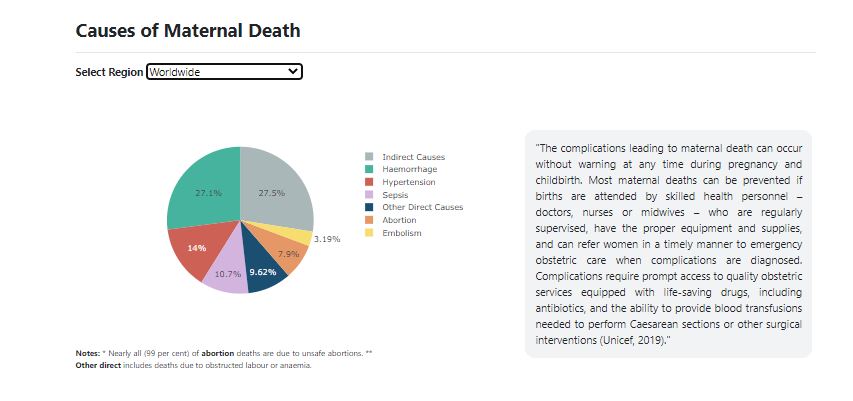 Causes of Maternal Death
Select Region Worldwide
27.1%
27.5%
14%
10.7%
9.62%
7.9%
3.19%
Indirect Causes
Haemorrhage
Hypertension
Sepsis
Other Direct Causes
Abortion
Embolism
"The complications leading to maternal death can occur
without warning at any time during pregnancy and
childbirth. Most maternal deaths can be prevented if
births are attended by skilled health personnel –
doctors, nurses or midwives – who are regularly
supervised, have the proper equipment and supplies,
and can refer women in a timely manner to emergency
obstetric care when complications are diagnosed.
Complications require prompt access to quality obstetric
services equipped with life-saving drugs, including
antibiotics, and the ability to provide blood transfusions
needed to perform Caesarean sections or other surgical
interventions (Unicef, 2019)."
Notes: * Nearly all (99 per cent) of abortion deaths are due to unsafe abortions. **
Other direct includes deaths due to obstructed labour or anaemia.